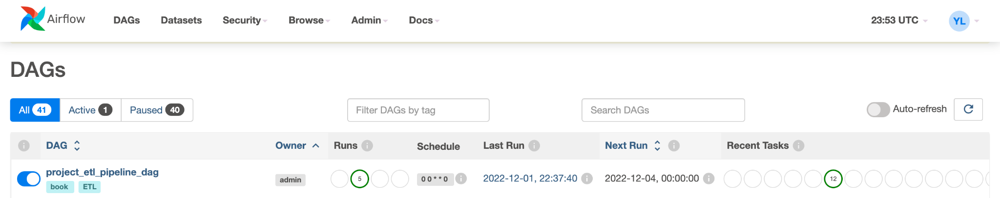 Airflow DAGs Datasets Security Browse Admin Docs 23:53 UTC YL
DAGs
All 41 Active 1 Paused 40 Filter DAGs by tag Search DAGs Auto-refresh
DAG Owner Runs Schedule Last Run Next Run Recent Tasks
project_etl_pipeline_dag
admin 5 0 0 * * 0 2022-12-01, 22:37:40 2022-12-04, 00:00:00 12
book ETL